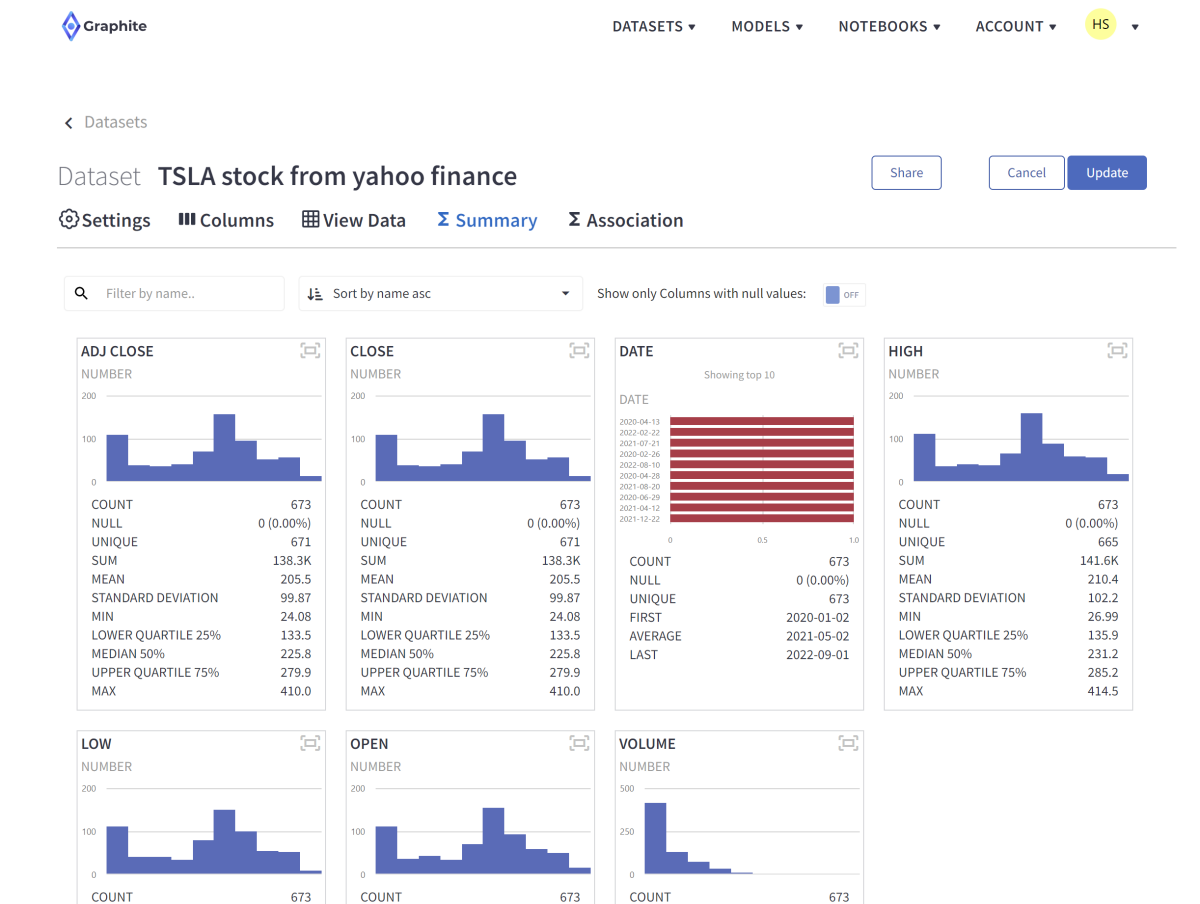 Graphite
DATASETS MODELS NOTEBOOKS ACCOUNT HS
Datasets
Dataset TSLA stock from yahoo finance
Share Cancel Update
Settings Columns View Data Σ Summary Σ Association
Filter by name.. Sort by name asc Show only Columns with null values: OFF
ADJ CLOSE
NUMBER
200
100
0
COUNT 673
NULL 0 (0.00%)
UNIQUE 671
SUM 138.3K
MEAN 205.5
STANDARD DEVIATION 99.87
MIN 24.08
LOWER QUARTILE 25% 133.5
MEDIAN 50% 225.8
UPPER QUARTILE 75% 279.9
MAX 410.0
CLOSE
NUMBER
200
100
0
COUNT 673
NULL 0 (0.00%)
UNIQUE 671
SUM 138.3K
MEAN 205.5
STANDARD DEVIATION 99.87
MIN 24.08
LOWER QUARTILE 25% 133.5
MEDIAN 50% 225.8
UPPER QUARTILE 75% 279.9
MAX 410.0
DATE
Showing top 10
DATE
2020-04-13
2022-02-22
2021-07-21
2020-02-26
2022-08-10
2020-04-28
2021-08-20
2020-06-29
2021-04-12
2021-12-22
0 0.5 1.0
COUNT 673
NULL 0 (0.00%)
UNIQUE 673
FIRST 2020-01-02
AVERAGE 2021-05-02
LAST 2022-09-01
HIGH
NUMBER
200
100
0
COUNT 673
NULL 0 (0.00%)
UNIQUE 665
SUM 141.6K
MEAN 210.4
STANDARD DEVIATION 102.2
MIN 26.99
LOWER QUARTILE 25% 135.9
MEDIAN 50% 231.2
UPPER QUARTILE 75% 285.2
MAX 414.5
LOW
NUMBER
200
100
0
COUNT 673
OPEN
NUMBER
200
100
0
COUNT 673
VOLUME
NUMBER
500
250
0
COUNT 673